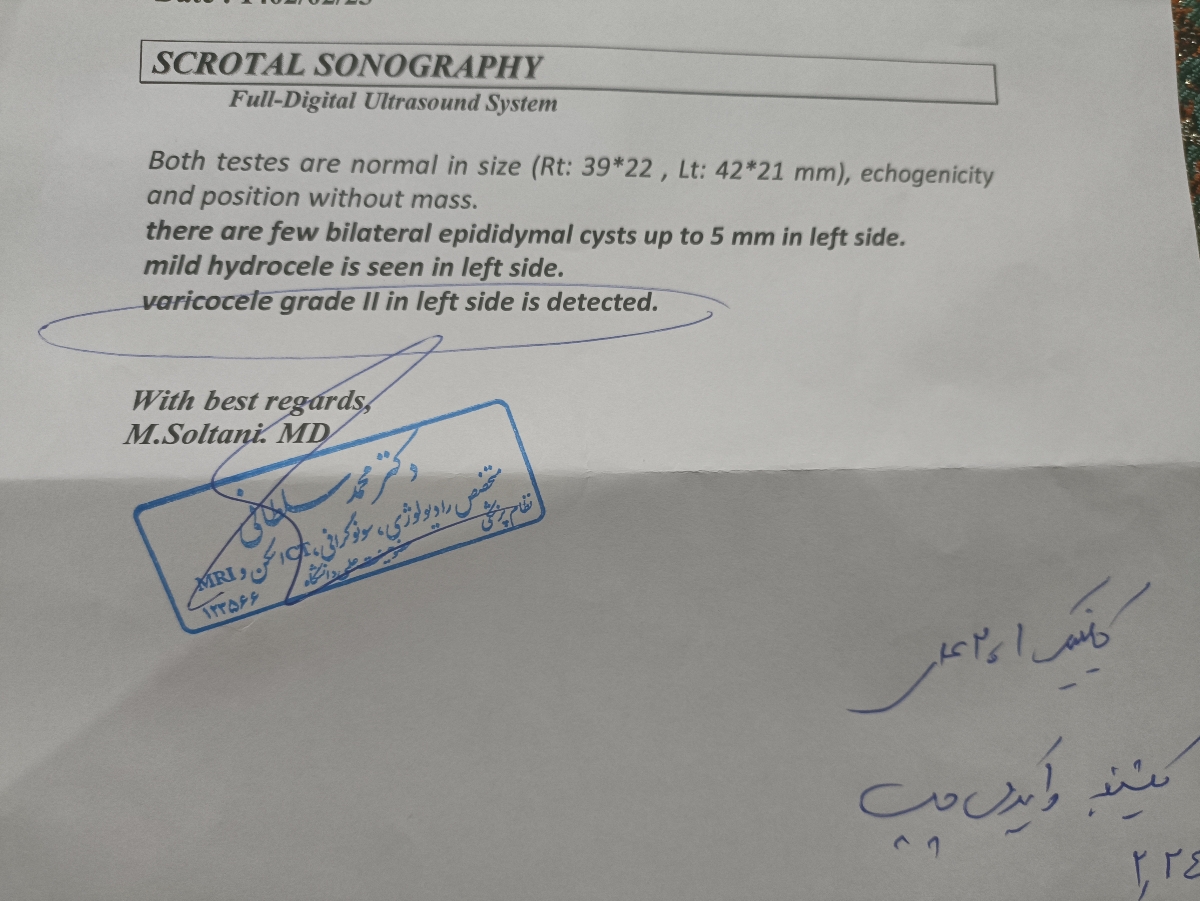 SCROTAL SONOGRAPHY
Full-Digital Ultrasound System
Both testes are normal in size (Rt: 39*22 , Lt: 42*21 mm), echogenicity
and position without mass.
there are few bilateral epididymal cysts up to 5 mm in left side.
mild hydrocele is seen in left side.
varicocele grade II in left side is detected.
With best regards,
M.Soltani. MD
دکتر محمد سلطانی
متخصص رادیولوژی، سونوگرافی، CT اسکن و MRI
نظام پزشکی
۱۲۳۵۶۶